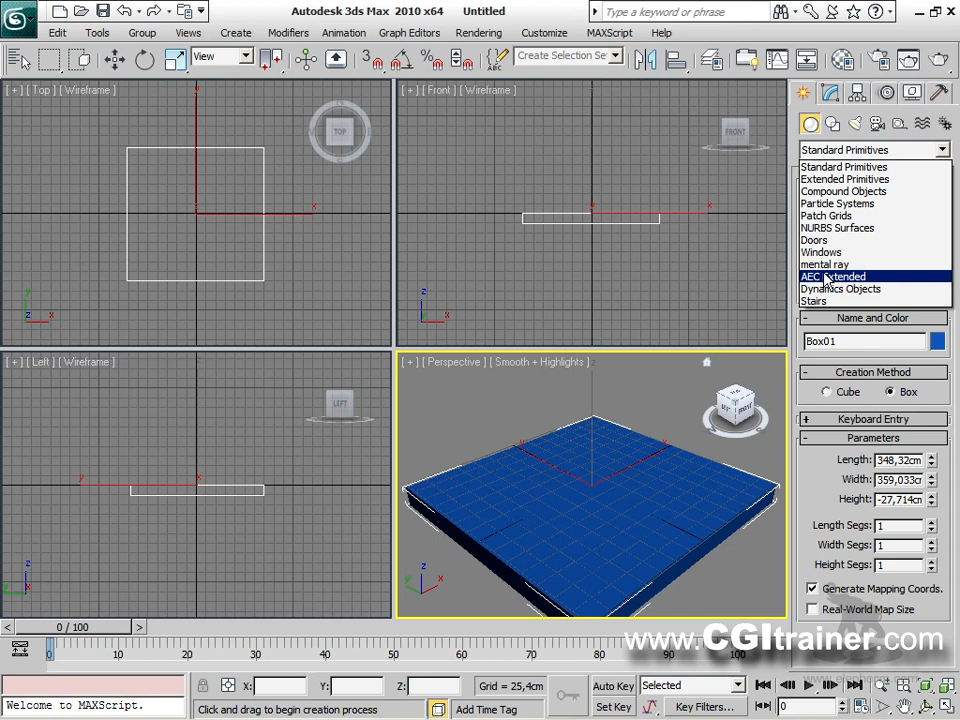 Autodesk 3ds Max 2010 x64 Untitled
Type a keyword or phrase
Edit Tools Group Views Create Modifiers Animation Graph Editors Rendering Customize MAXScript Help
View
3
Create Selection Se
ABC
[ + ] [ Top ] [ Wireframe ]
[ + ] [ Front ] [ Wireframe ]
TOP
FRONT
y
x
x
z
y
z x
z
x
[ + ] [ Left ] [ Wireframe ]
[ + ] [ Perspective ] [ Smooth + Highlights ]
LEFT
y
x
z
y
x
z
y
x
Standard Primitives
Standard Primitives
Extended Primitives
Compound Objects
Particle Systems
Patch Grids
NURBS Surfaces
Doors
Windows
mental ray
AEC Extended
Dynamics Objects
Stairs
- Name and Color
Box01
- Creation Method
Cube Box
+ Keyboard Entry
- Parameters
Length: 348,32cm
Width: 359,033cm
Height: -27,714cm
Length Segs: 1
Width Segs: 1
Height Segs: 1
Generate Mapping Coords.
Real-World Map Size
< 0 / 100 >
0 10 20 30 40 50 60 70 80 90 100
www.CGItrainer.com
X: Y: Z: Grid = 25,4cm
Auto Key Selected
Welcome to MAXScript.
Click and drag to begin creation process
Add Time Tag
Set Key Key Filters... 0